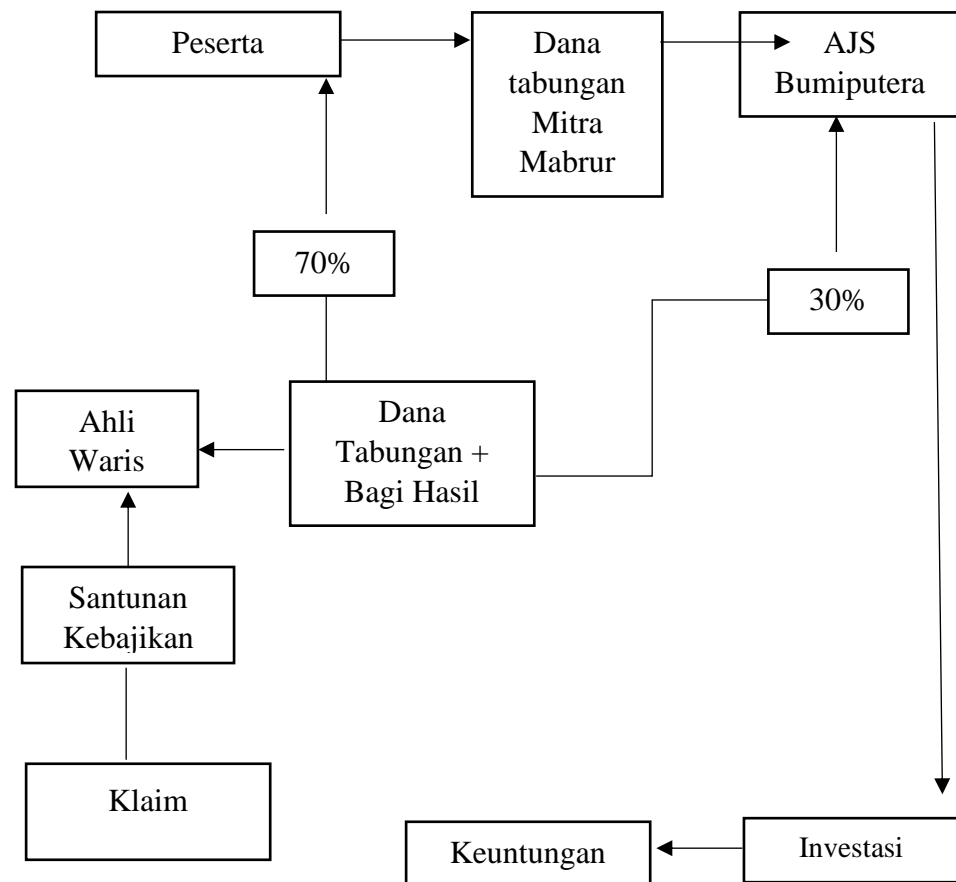 Peserta
Dana
tabungan
Mitra
Mabrur
AJS
Bumiputera
70%
30%
Ahli
Waris
Dana
Tabungan +
Bagi Hasil
Santunan
Kebajikan
Klaim
Keuntungan
Investasi